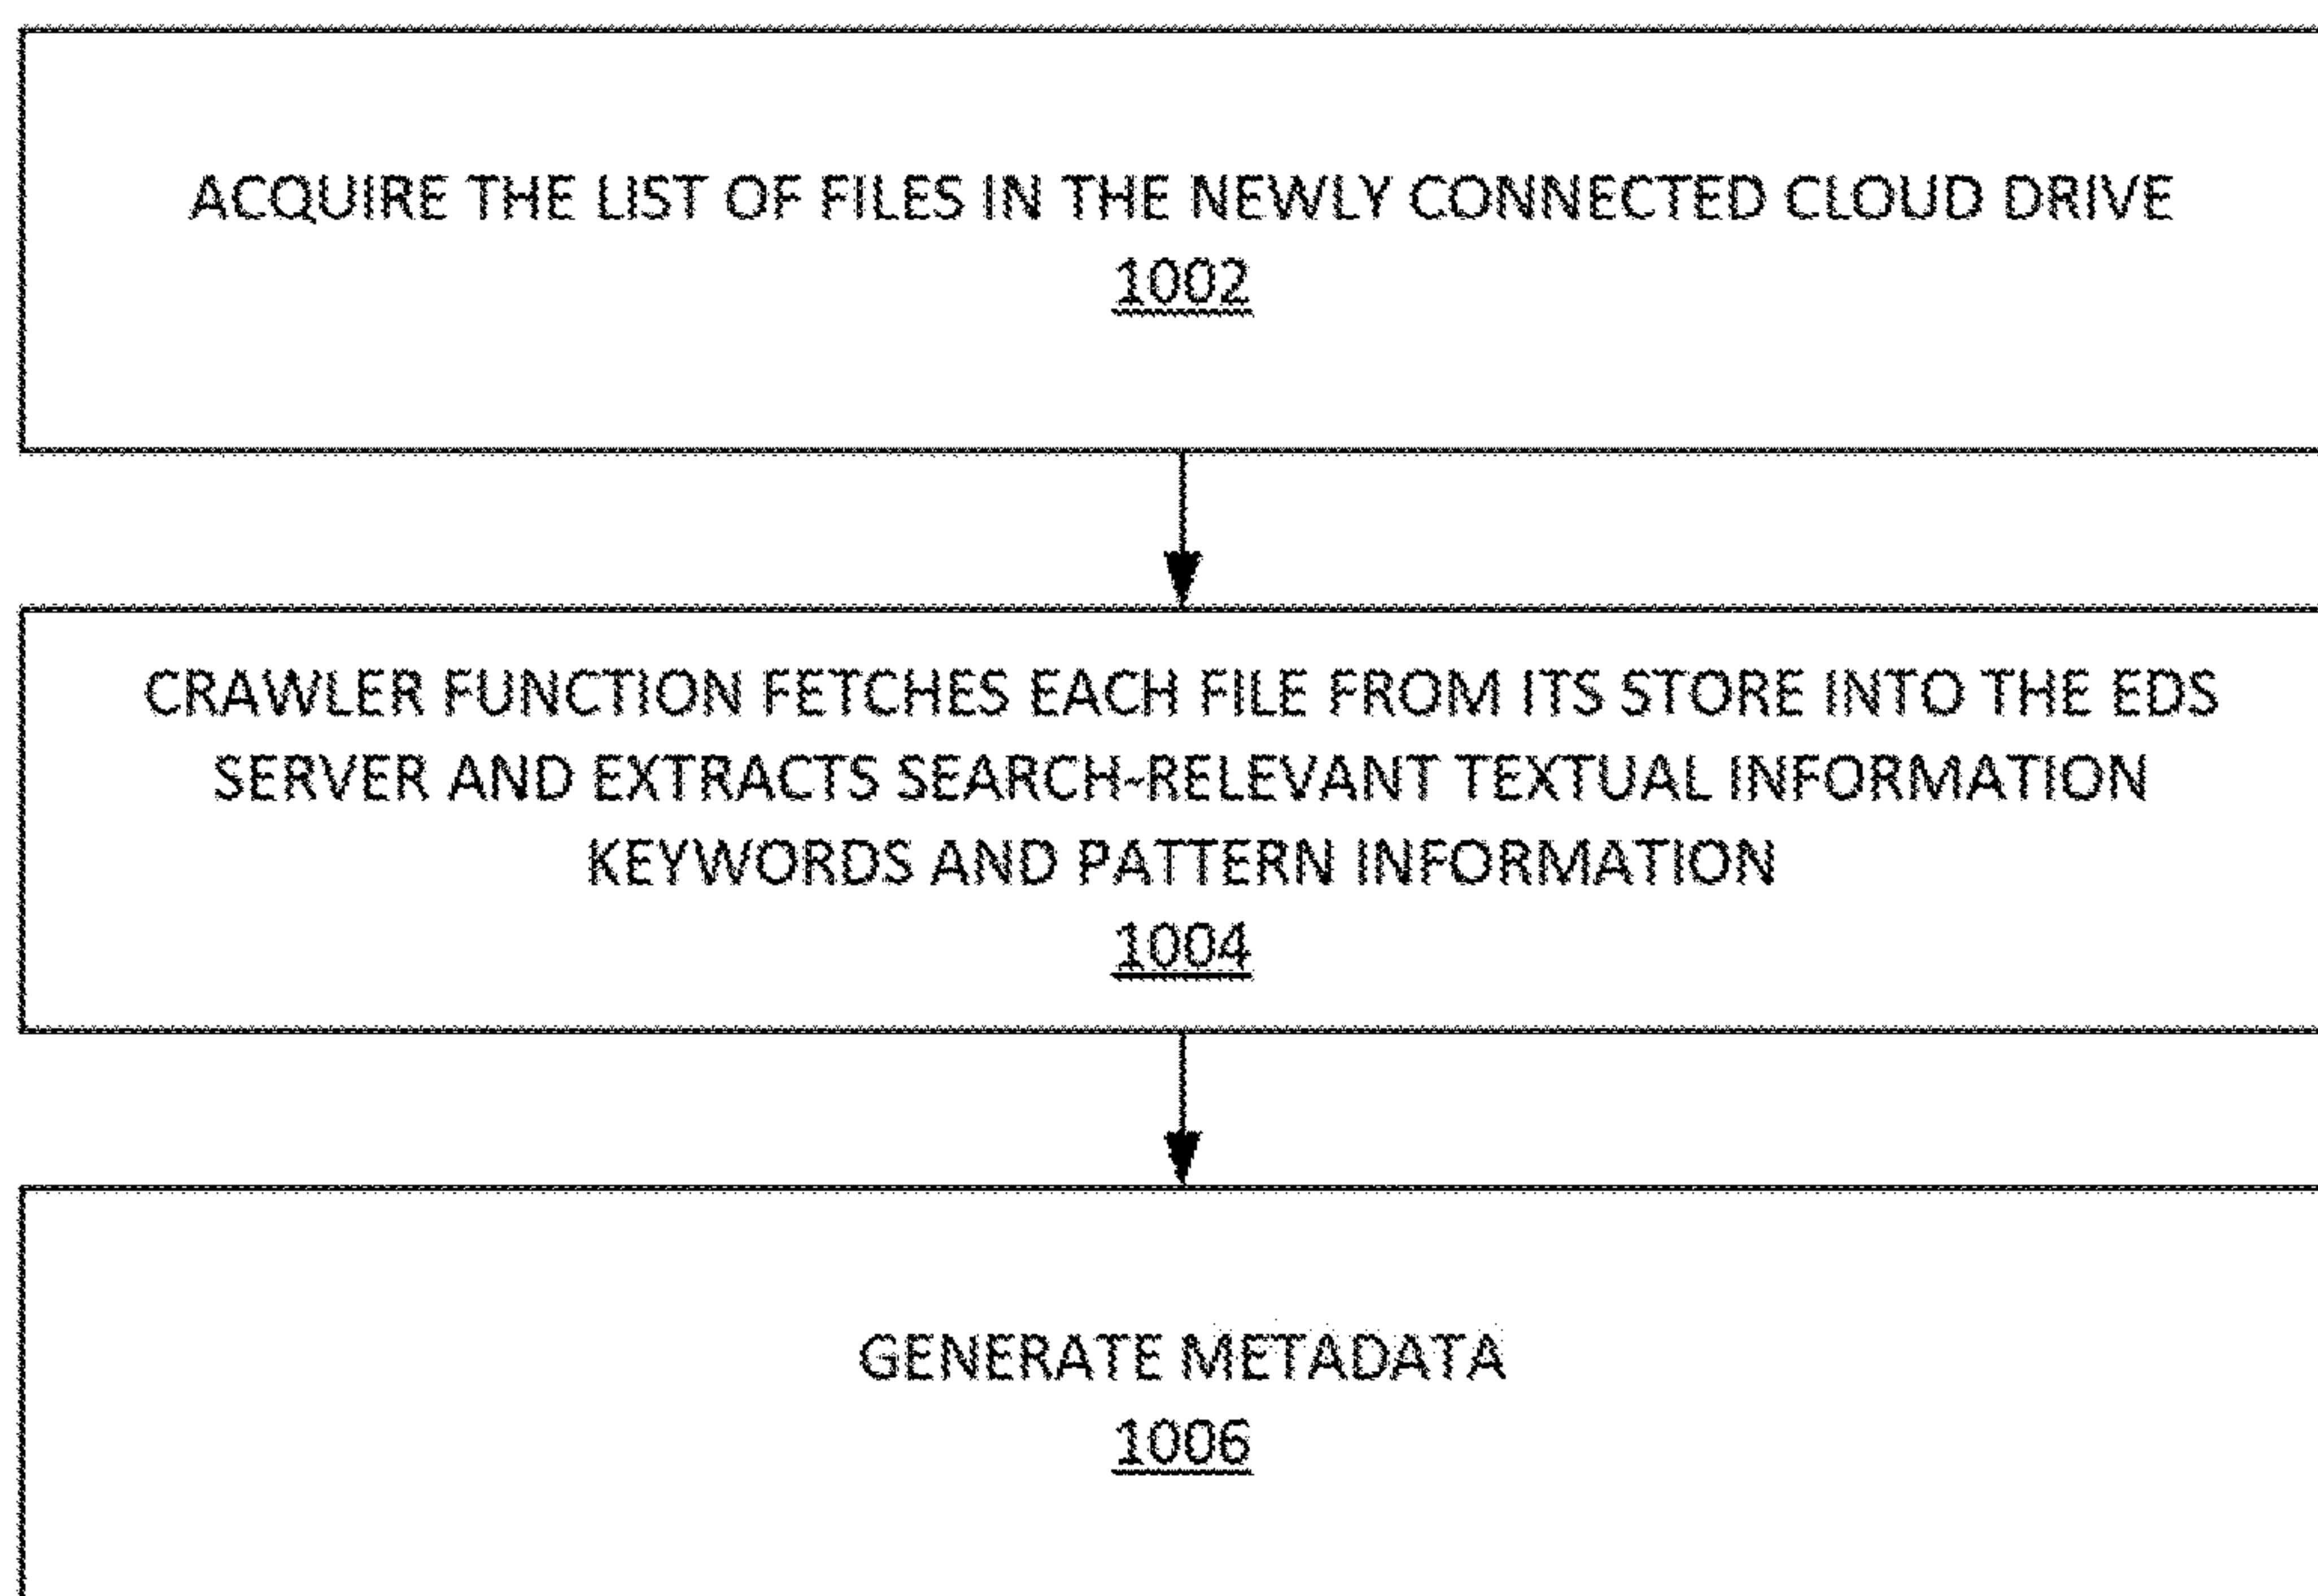 ACQUIRE THE LIST OF FILES IN THE NEWLY CONNECTED CLOUD DRIVE
1002
CRAWLER FUNCTION FETCHES EACH FILE FROM ITS STORE INTO THE EDS
SERVER AND EXTRACTS SEARCH-RELEVANT TEXTUAL INFORMATION
KEYWORDS AND PATTERN INFORMATION
1004
GENERATE METADATA
1006